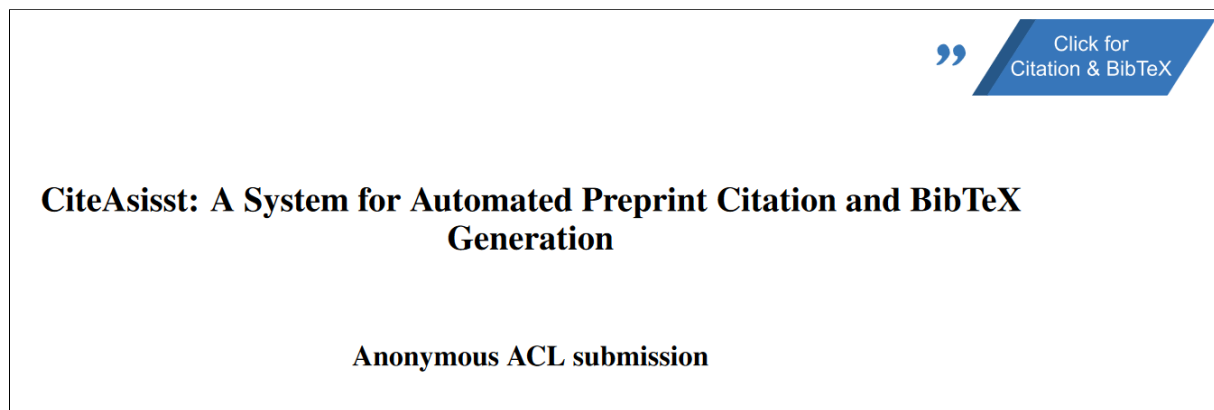 ” Click for
Citation & BibTeX
CiteAsisst: A System for Automated Preprint Citation and BibTeX
Generation
Anonymous ACL submission